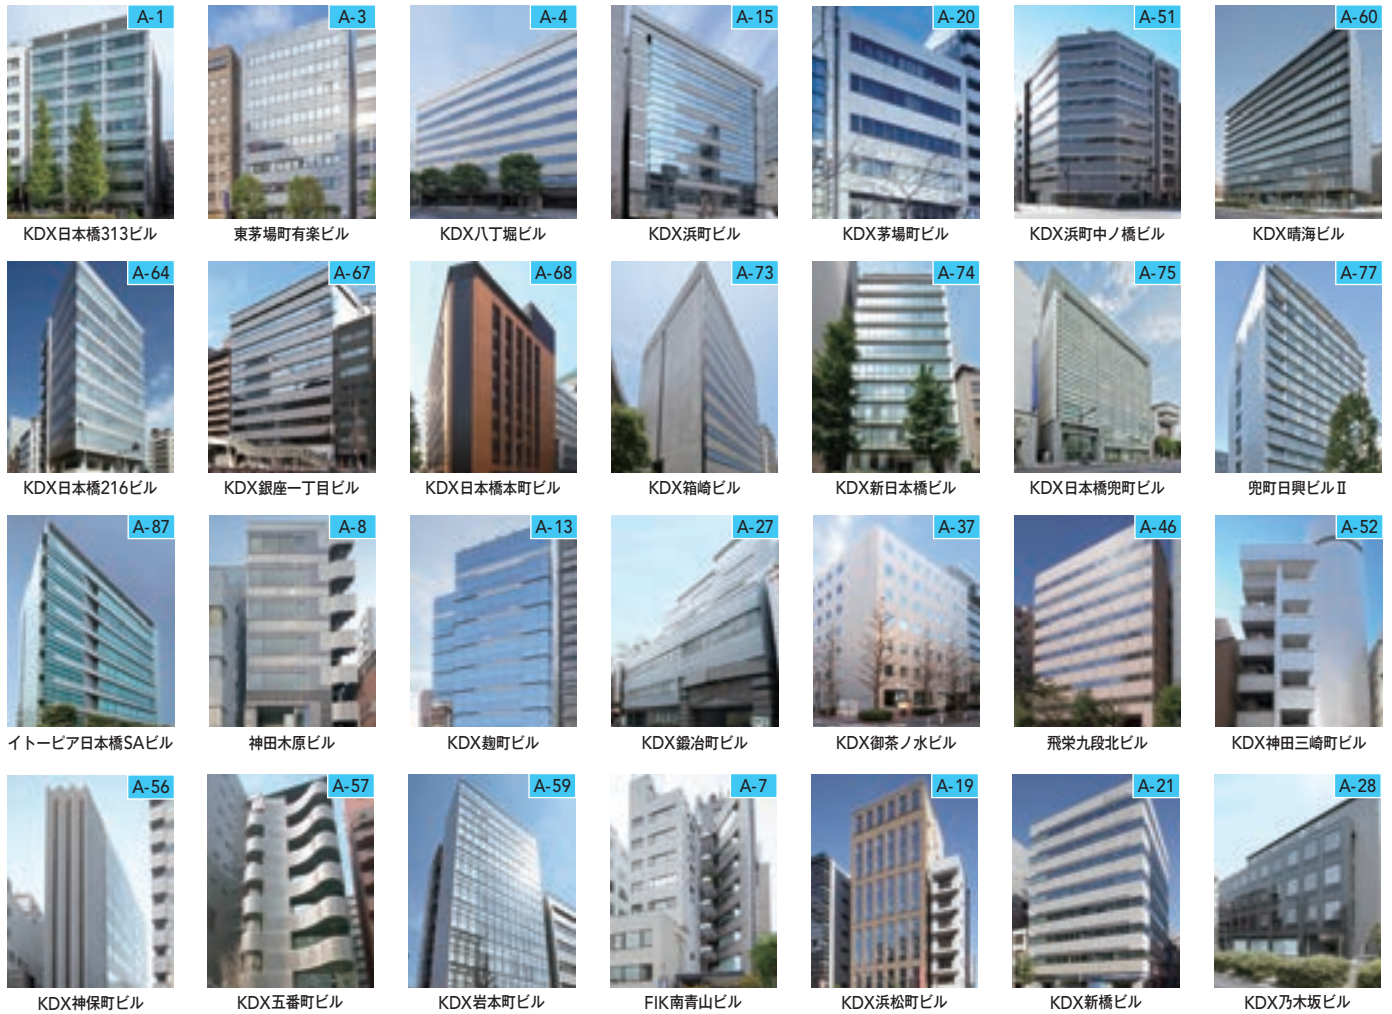 A-1
A-3
A-4
A-15
A-20
A-51
A-60
KDX日本橋313ビル
東茅場町有楽ビル
KDX八丁堀ビル
KDX浜町ビル
KDX茅場町ビル
KDX浜町中ノ橋ビル
KDX晴海ビル
A-64
A-67
A-68
A-73
A-74
A-75
A-77
KDX日本橋216ビル
KDX銀座一丁目ビル
KDX日本橋本町ビル
KDX箱崎ビル
KDX新日本橋ビル
KDX日本橋兜町ビル
兜町日興ビルⅡ
A-87
A-8
A-13
A-27
A-37
A-46
A-52
イトーピア日本橋SAビル
神田木原ビル
KDX麹町ビル
KDX鍛冶町ビル
KDX御茶ノ水ビル
飛栄九段北ビル
KDX神田三崎町ビル
A-56
A-57
A-59
A-7
A-19
A-21
A-28
KDX神保町ビル
KDX五番町ビル
KDX岩本町ビル
FIK南青山ビル
KDX浜松町ビル
KDX新橋ビル
KDX乃木坂ビル